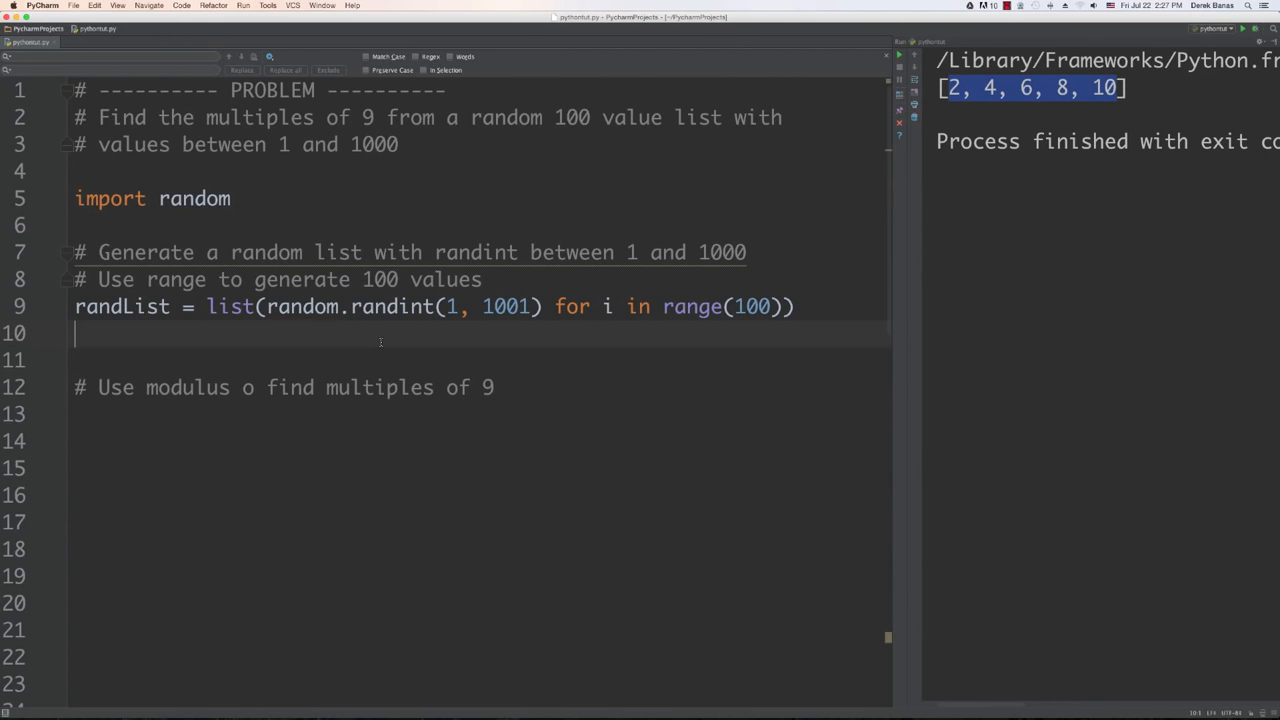 PyCharm File Edit View Navigate Code Refactor Run Tools VCS Window Help
10 Fri Jul 22 2:27 PM Derek Banas
pythontut.py - PycharmProjects - [~/PycharmProjects]
PycharmProjects pythontut.py
pythontut
pythontut.py
Run pythontut
Match Case Regex Words
Replace Replace all Exclude Preserve Case In Selection
1 # ---------- PROBLEM ----------
2 # Find the multiples of 9 from a random 100 value list with
3 # values between 1 and 1000
4
5 import random
6
7 # Generate a random list with randint between 1 and 1000
8 # Use range to generate 100 values
9 randList = list(random.randint(1, 1001) for i in range(100))
10
11
12 # Use modulus o find multiples of 9
13
14
15
16
17
18
19
20
21
22
23
/Library/Frameworks/Python.fr
[2, 4, 6, 8, 10]
Process finished with exit co
10:1 LF÷ UTF-8÷